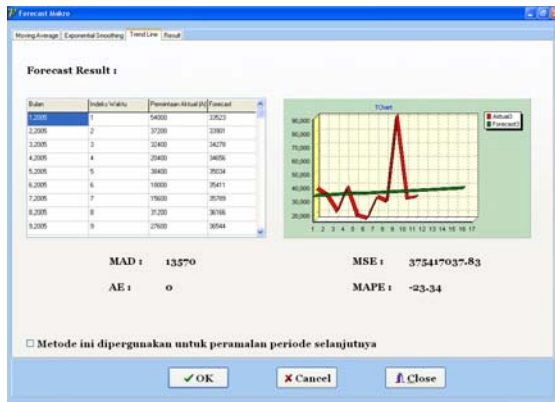 Forecast Makro
Moving Average Exponential Smoothing Trend Line Result
Forecast Result :
Bulan Indeks Waktu Permintaan Aktual (A) Forecast
1,2005 1 54000 33523
2,2005 2 37200 33901
3,2005 3 32400 34278
4,2005 4 20400 34656
5,2005 5 38400 35034
6,2005 6 18000 35411
7,2005 7 15600 35789
8,2005 8 31200 36166
9,2005 9 27600 36544
TChart
90,000
80,000
70,000
60,000
50,000
40,000
30,000
20,000
1 2 3 4 5 6 7 8 9 10 11 12 13 14 15 16 17
Aktual3
Forecast3
MAD : 13570
MSE : 375417037.83
AE : 0
MAPE : -23.34
Metode ini dipergunakan untuk peramalan periode selanjutnya
OK Cancel Close